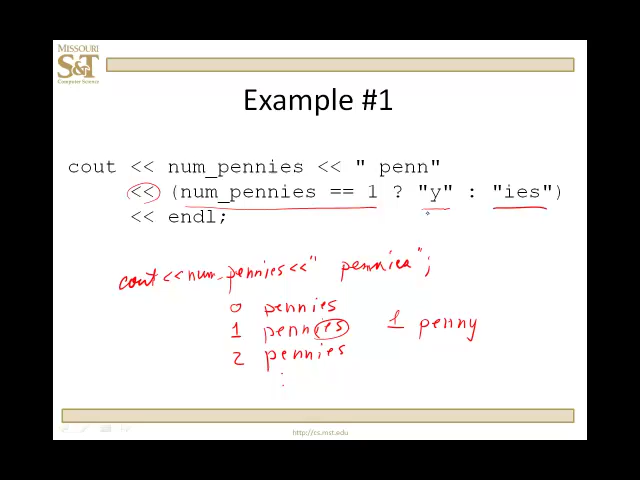 MISSOURI
S&T
Computer Science
Example #1
cout << num_pennies << " penn"
<< (num_pennies == 1 ? "y" : "ies")
<< endl;
cout << num_pennies << " pennies";
0 pennies
1 pennies 1 penny
2 pennies
http://cs.mst.edu